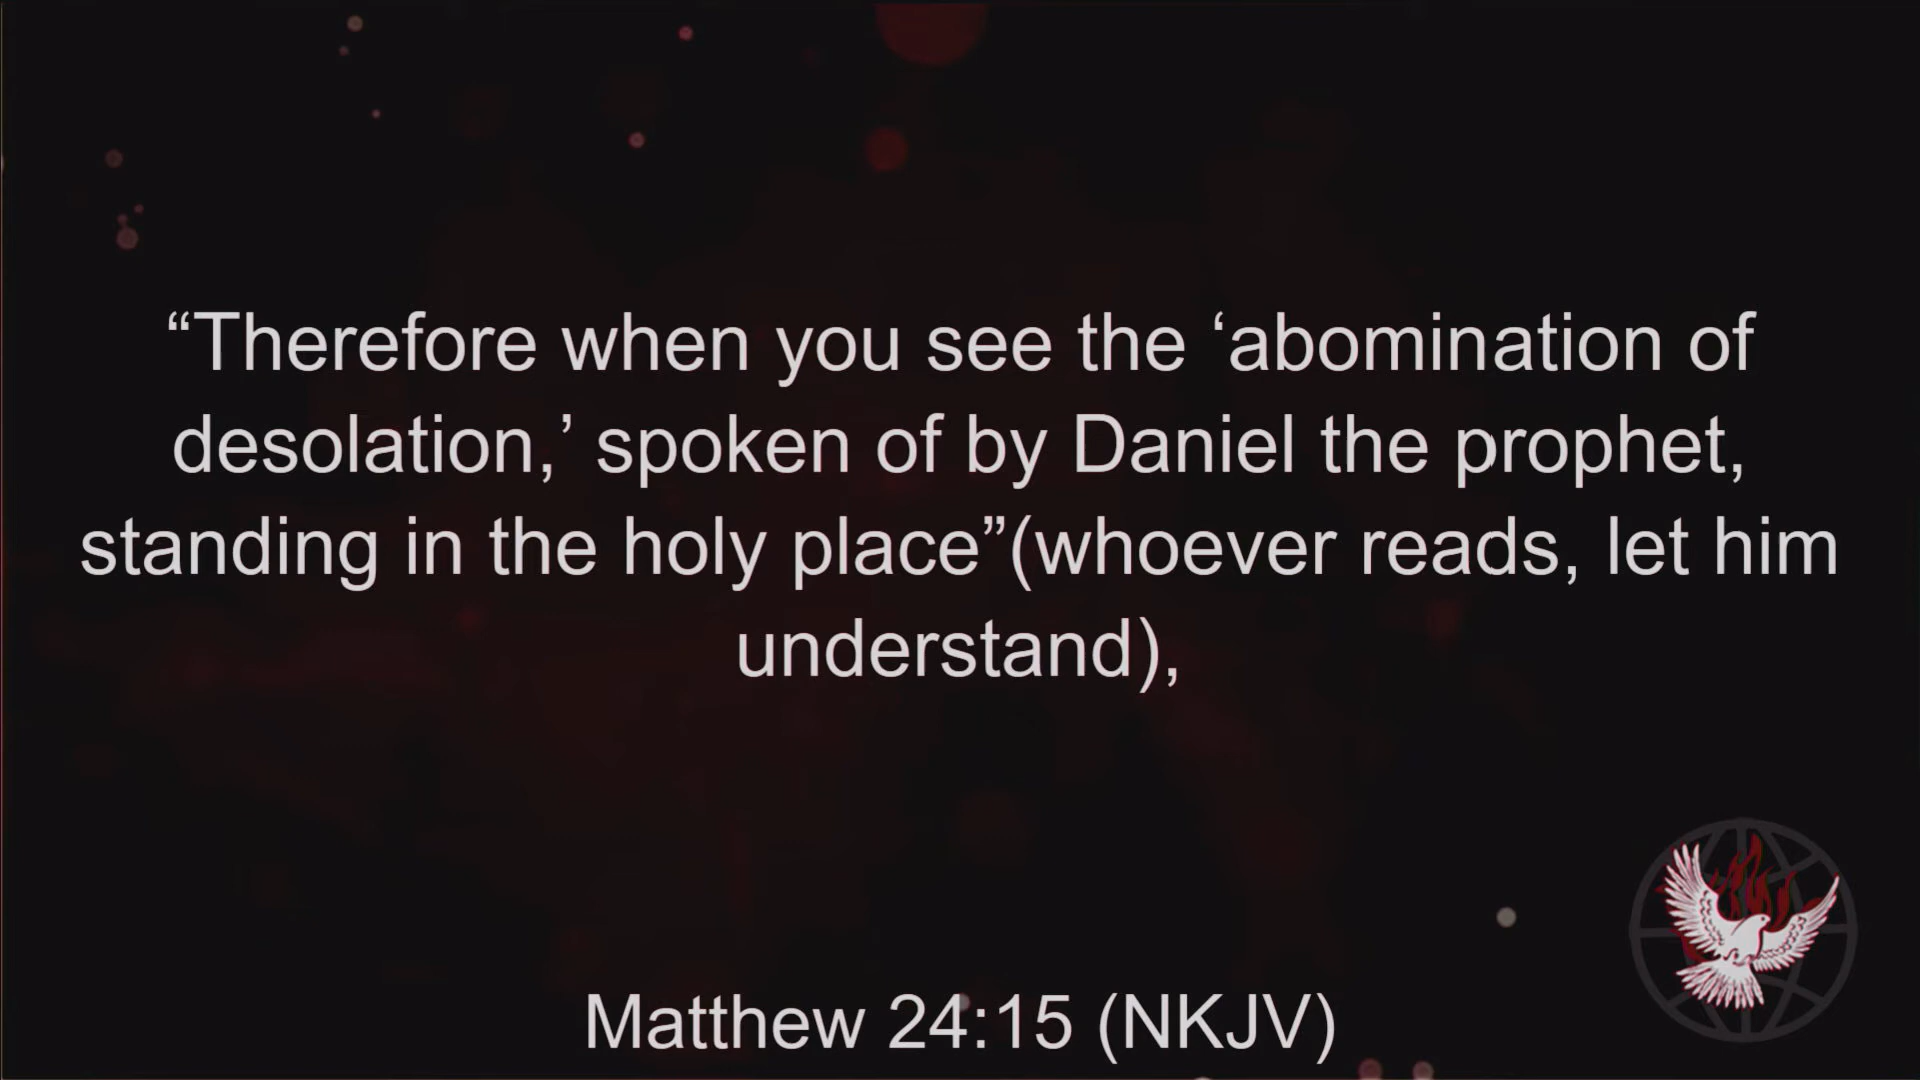 “Therefore when you see the ‘abomination of
desolation,’ spoken of by Daniel the prophet,
standing in the holy place”(whoever reads, let him
understand),
Matthew 24:15 (NKJV)